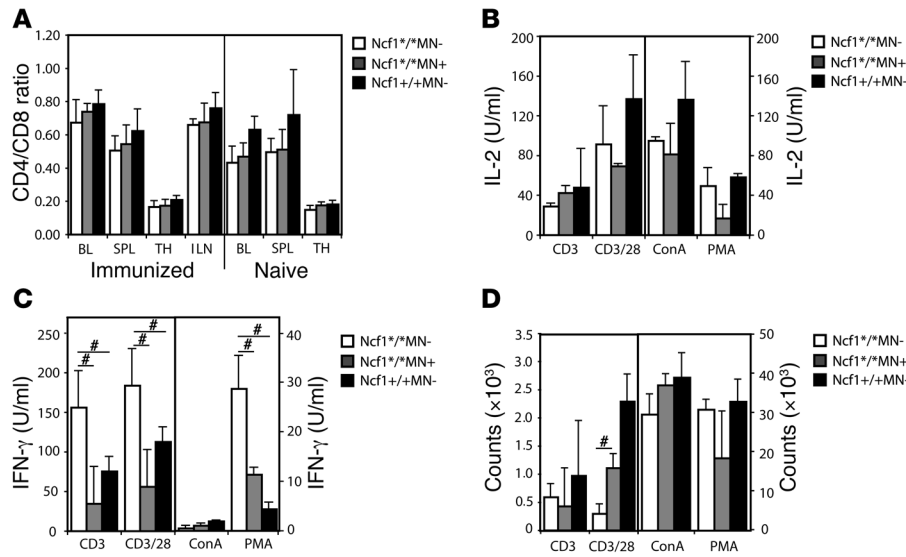 A
CD4/CD8 ratio
1.20
1.00
0.80
0.60
0.40
0.20
0.00
BL SPL TH ILN BL SPL TH
Immunized Naive
Ncf1*/*MN-
Ncf1*/*MN+
Ncf1+/+MN-
B
IL-2 (U/ml)
200
160
120
80
40
0
CD3 CD3/28 ConA PMA
200
160
120
80
40
0
IL-2 (U/ml)
Ncf1*/*MN-
Ncf1*/*MN+
Ncf1+/+MN-
C
IFN-γ (U/ml)
250
200
150
100
50
0
# # # # # #
CD3 CD3/28 ConA PMA
40
30
20
10
0
IFN-γ (U/ml)
Ncf1*/*MN-
Ncf1*/*MN+
Ncf1+/+MN-
D
Counts (×10³)
3.5
3.0
2.5
2.0
1.5
1.0
0.5
0.0
#
CD3 CD3/28 ConA PMA
50
40
30
20
10
0
Counts (×10³)
Ncf1*/*MN-
Ncf1*/*MN+
Ncf1+/+MN-